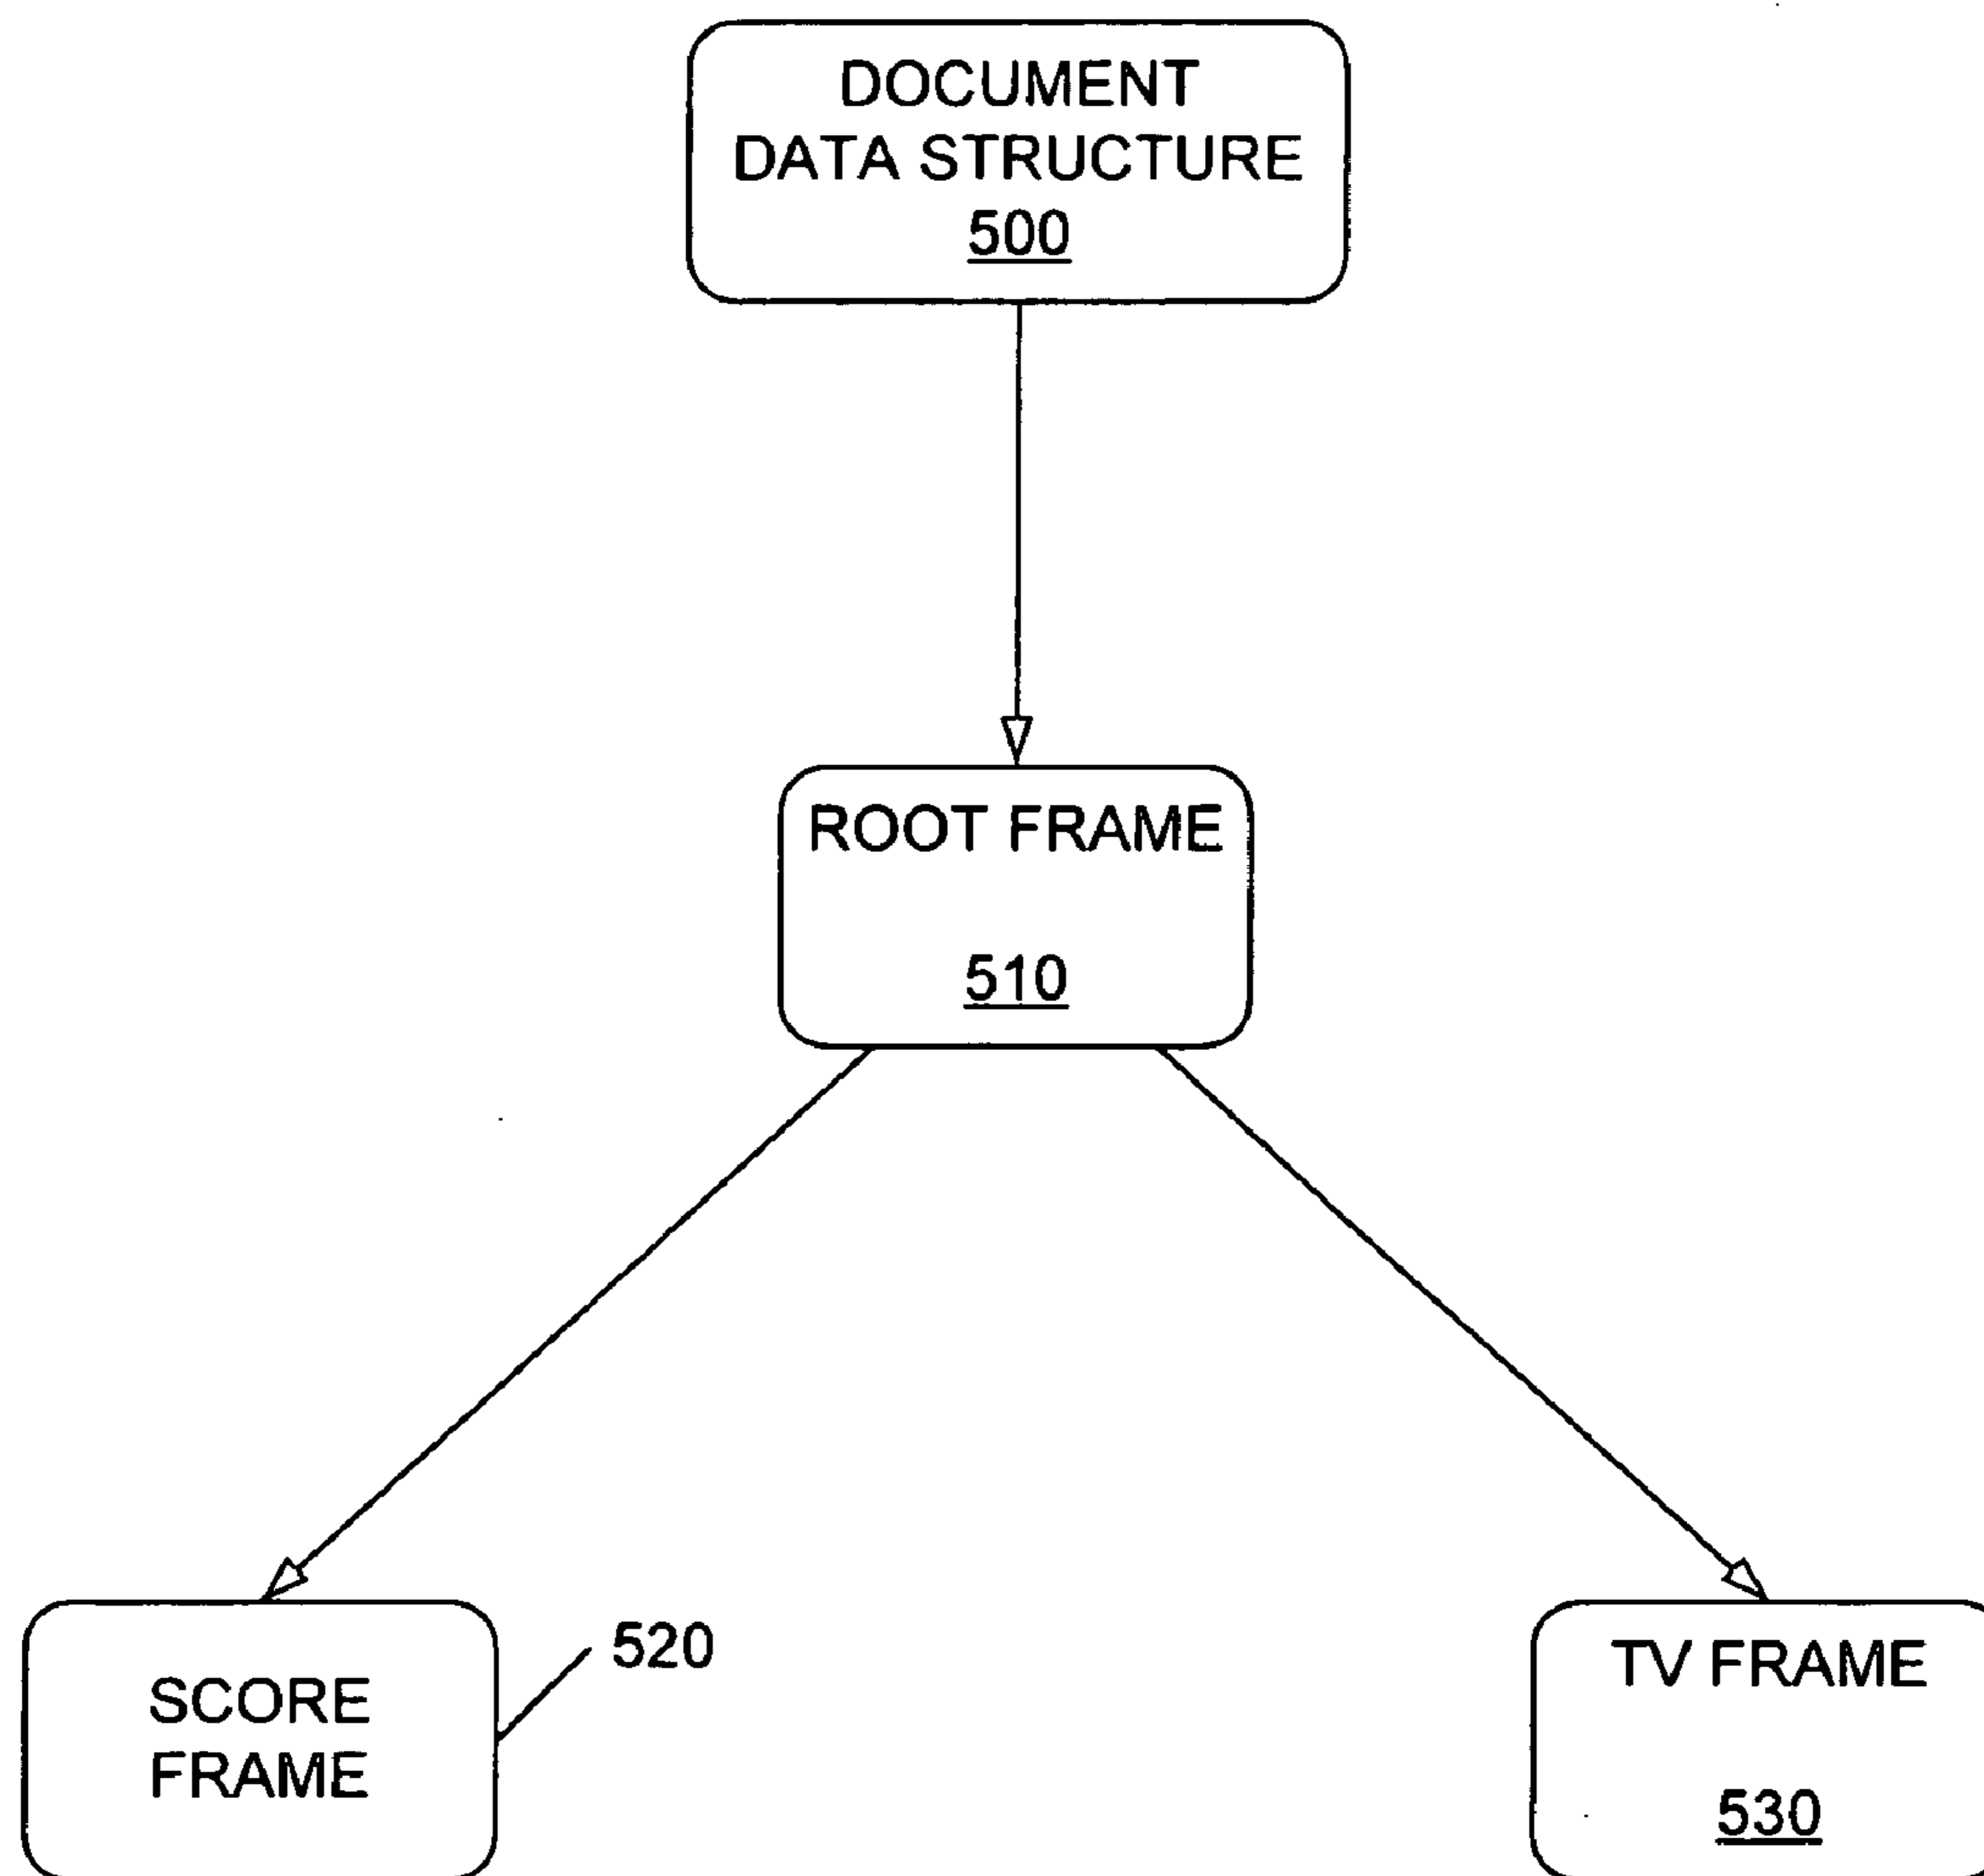 DOCUMENT
DATA STRUCTURE
500
ROOT FRAME
510
520
SCORE
FRAME
TV FRAME
530